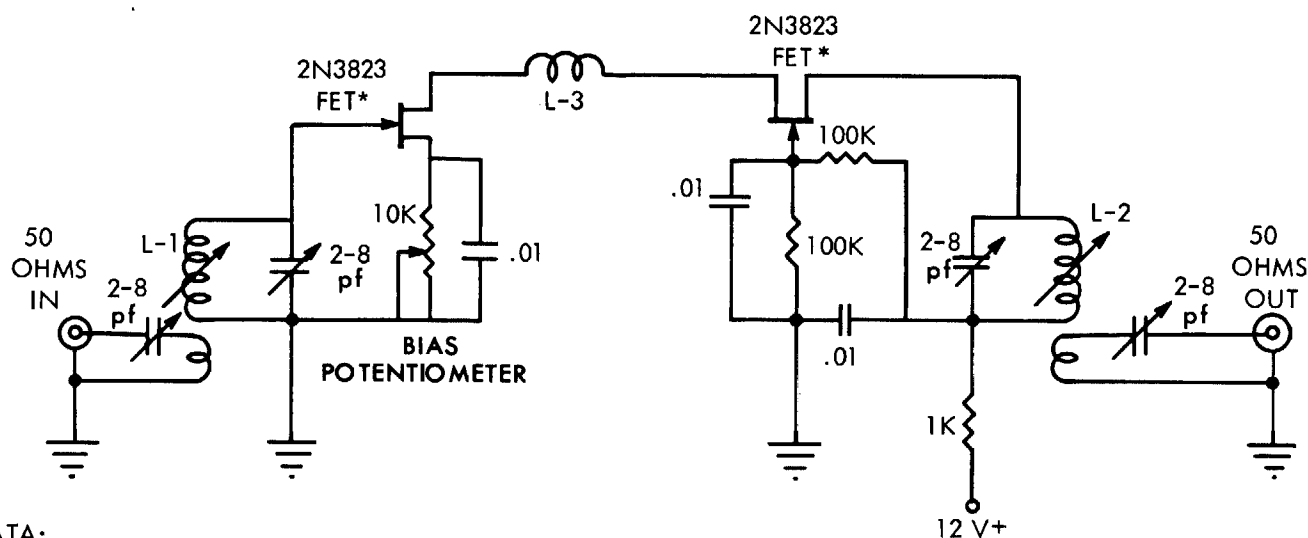 2N3823
FET*
2N3823
FET*
L-3
100K
.01
10K
.01
100K
.01
L-1
2-8
pf
50
OHMS
IN
2-8
pf
BIAS
POTENTIOMETER
2-8
pf
L-2
50
OHMS
OUT
2-8
pf
1K
12 V+